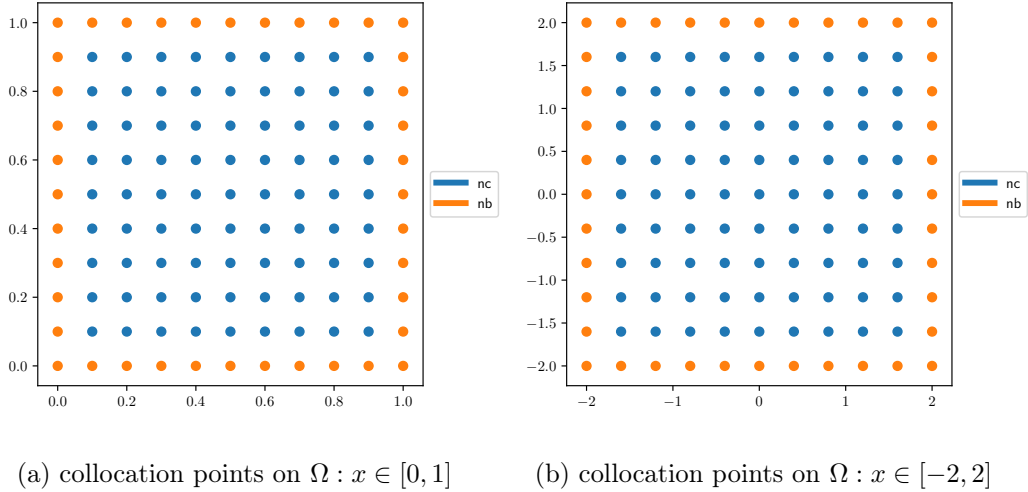 1.0
0.8
0.6
0.4
0.2
0.0
0.0 0.2 0.4 0.6 0.8 1.0
nc
nb
(a) collocation points on Ω : x ∈ [0, 1]
2.0
1.5
1.0
0.5
0.0
−0.5
−1.0
−1.5
−2.0
−2 −1 0 1 2
nc
nb
(b) collocation points on Ω : x ∈ [−2, 2]